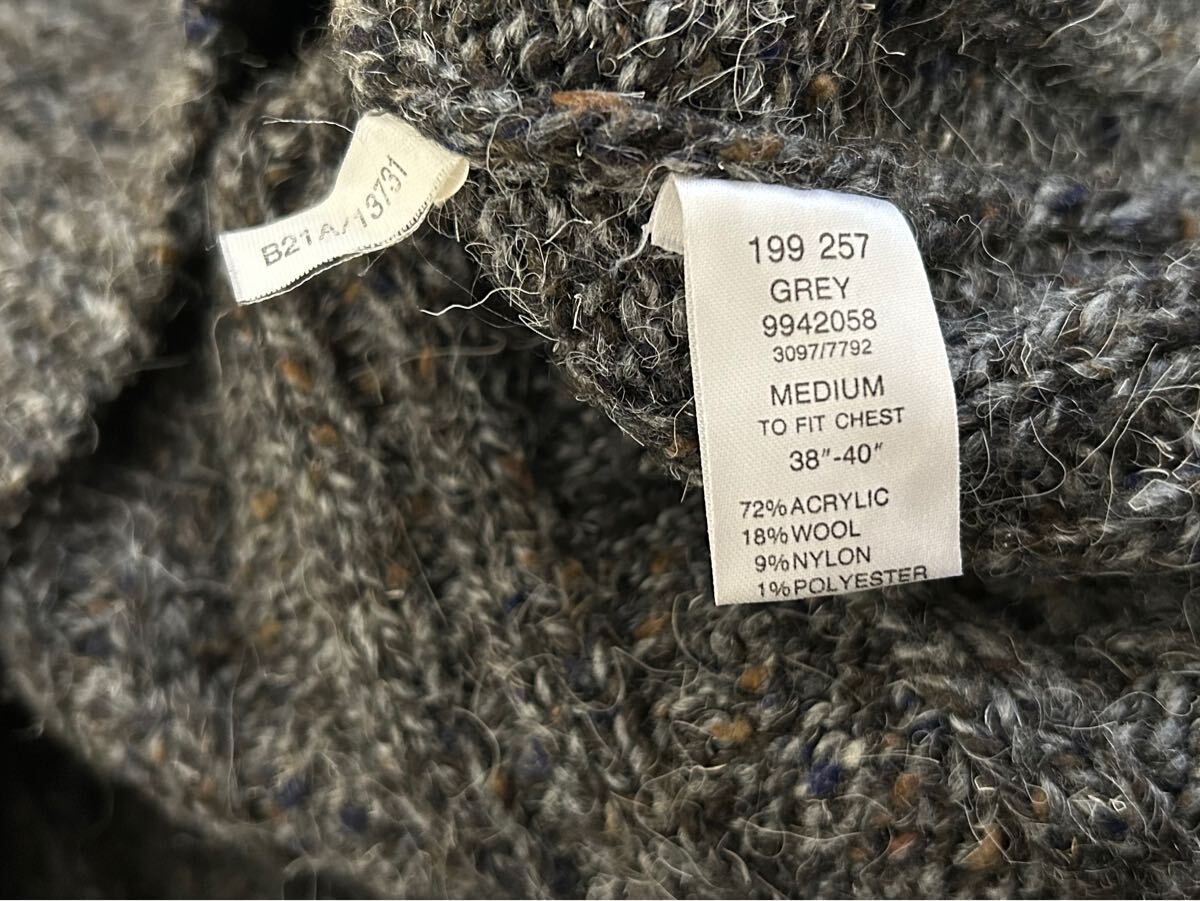 B21A/13731
199 257
GREY
9942058
3097/7792
MEDIUM
TO FIT CHEST
38"-40"
72% ACRYLIC
18% WOOL
9% NYLON
1% POLYESTER